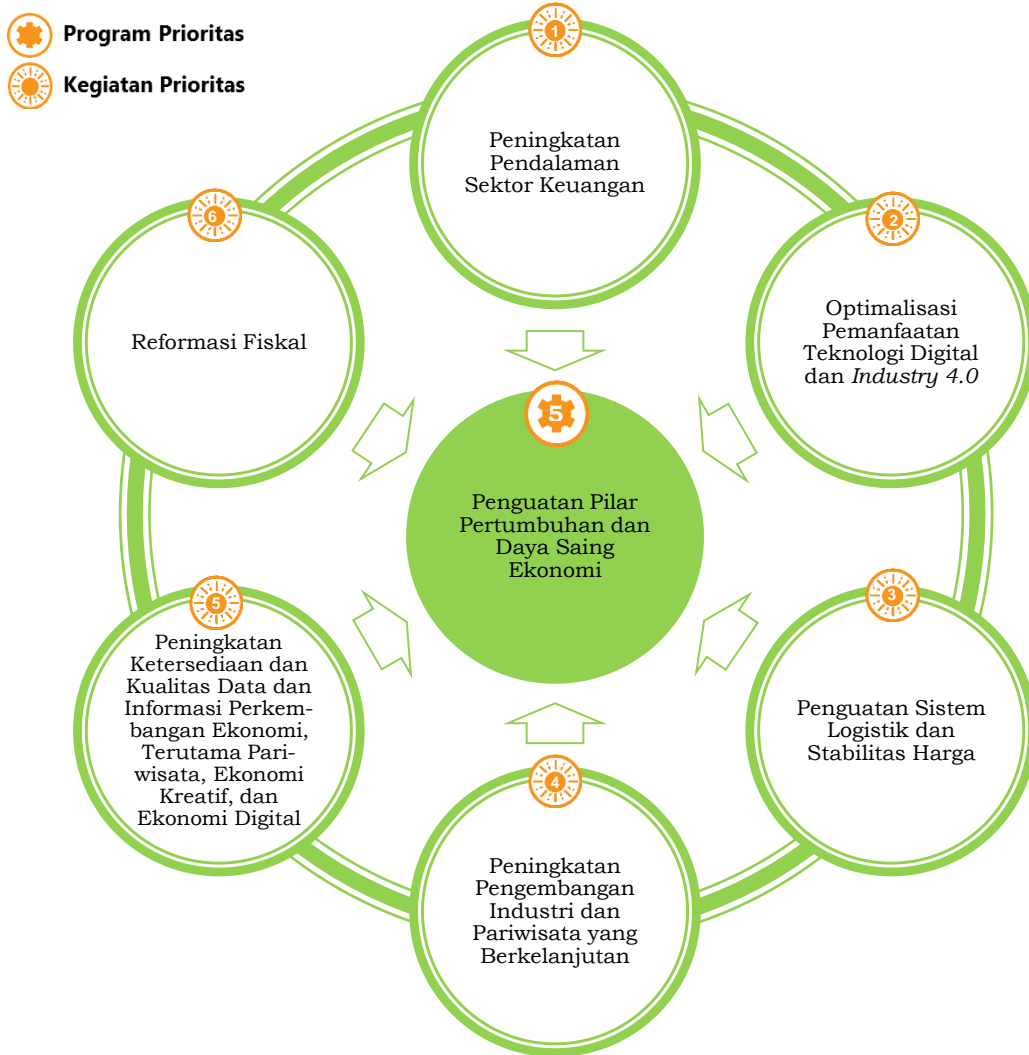 Program Prioritas
Kegiatan Prioritas
1
Peningkatan
Pendalaman
Sektor Keuangan
2
Optimalisasi
Pemanfaatan
Teknologi Digital
dan Industry 4.0
3
Penguatan Sistem
Logistik dan
Stabilitas Harga
4
Peningkatan
Pengembangan
Industri dan
Pariwisata yang
Berkelanjutan
5
Peningkatan
Ketersediaan dan
Kualitas Data dan
Informasi Perkem-
bangan Ekonomi,
Terutama Pari-
wisata, Ekonomi
Kreatif, dan
Ekonomi Digital
6
Reformasi Fiskal
5
Penguatan Pilar
Pertumbuhan dan
Daya Saing
Ekonomi